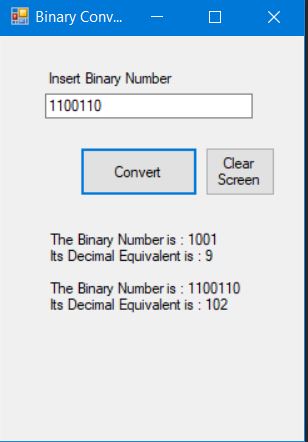 Binary Conv...
Insert Binary Number
1100110
Convert
Clear
Screen
The Binary Number is : 1001
Its Decimal Equivalent is : 9
The Binary Number is : 1100110
Its Decimal Equivalent is : 102